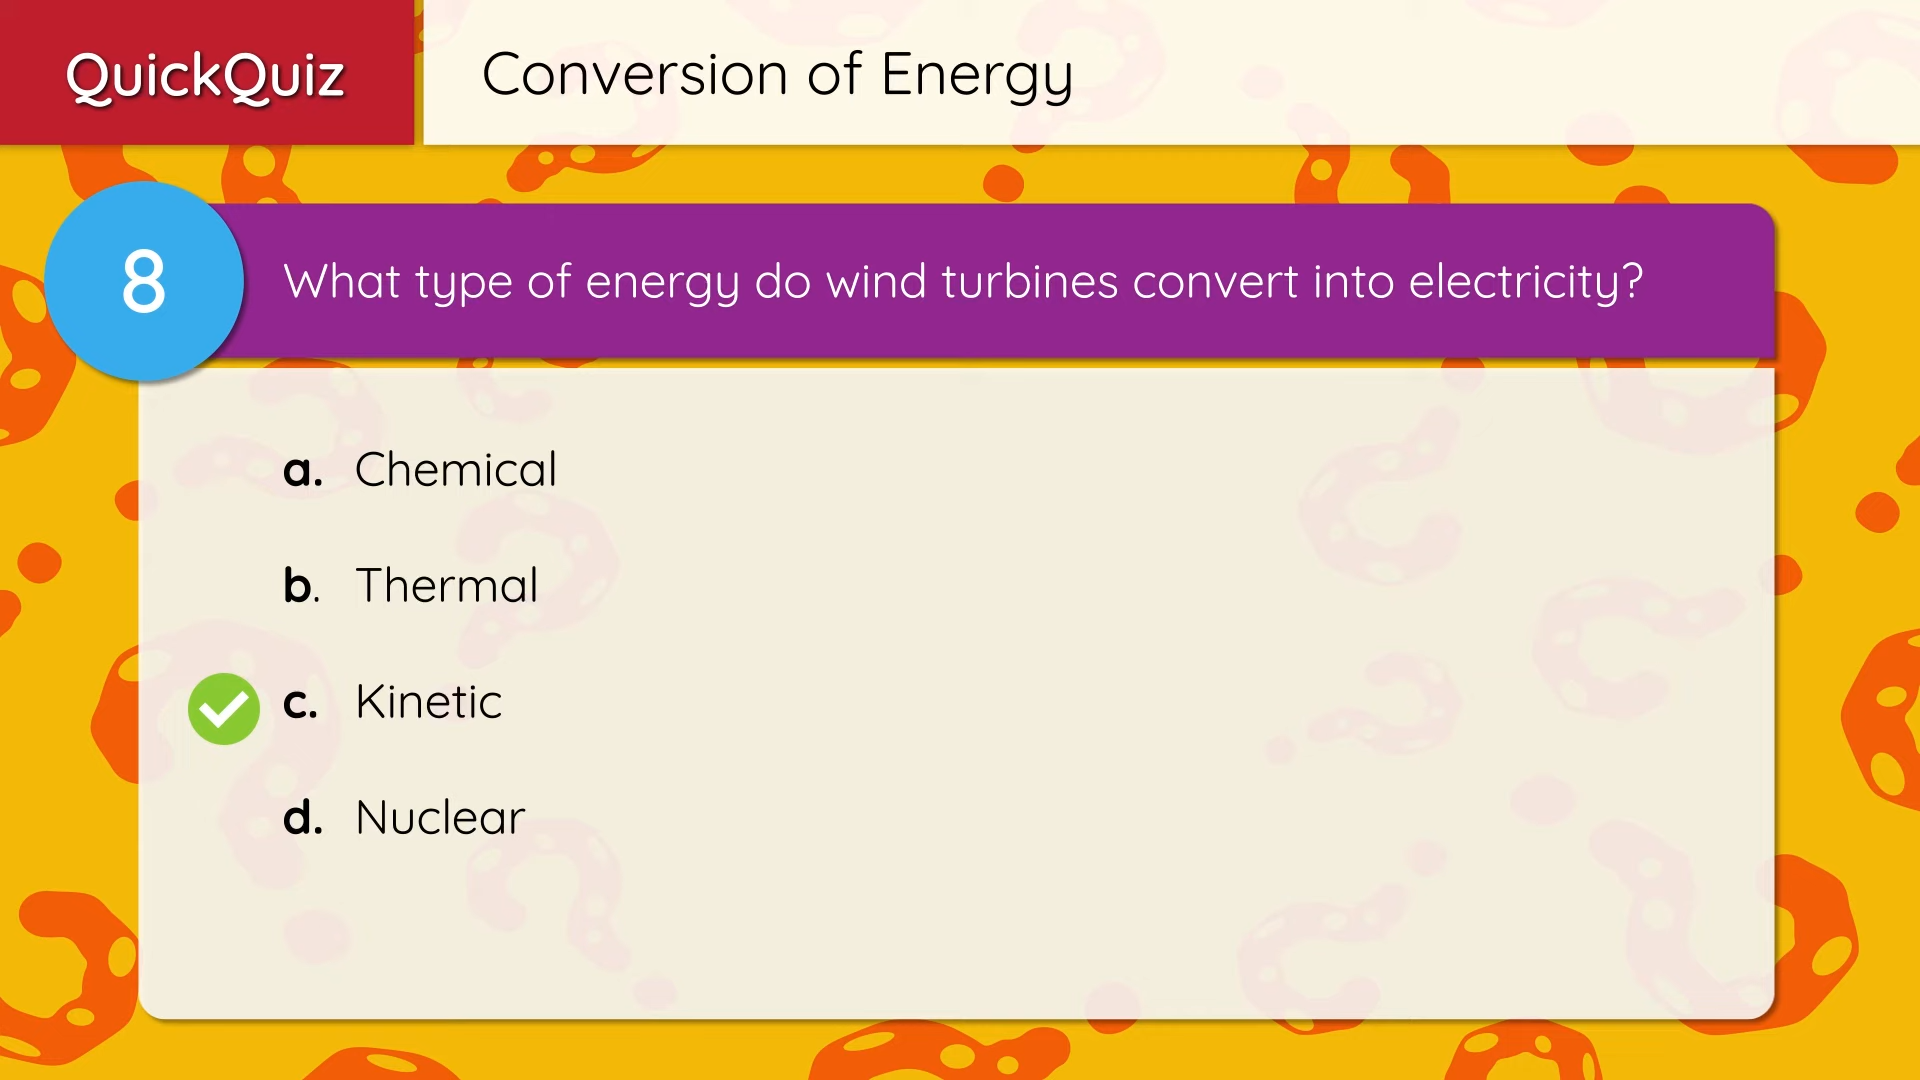 QuickQuiz
Conversion of Energy
8
What type of energy do wind turbines convert into electricity?
a. Chemical
b. Thermal
c. Kinetic
d. Nuclear